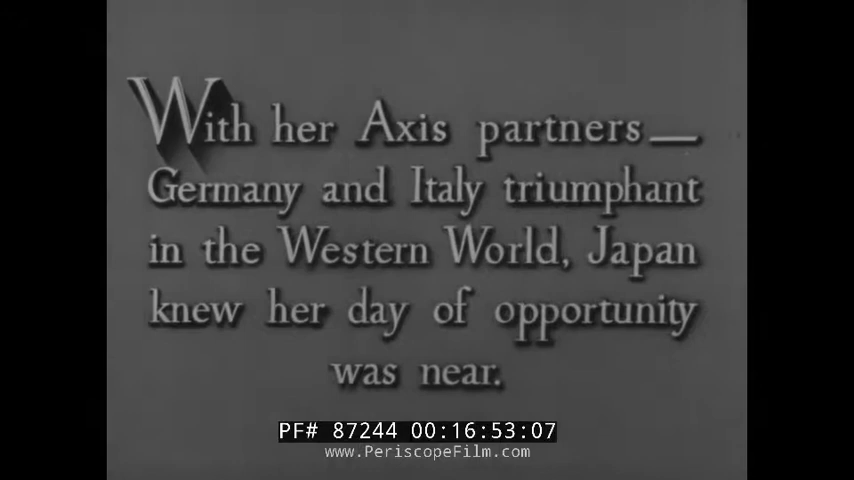 With her Axis partners—
Germany and Italy triumphant
in the Western World, Japan
knew her day of opportunity
was near.
PF# 87244 00:16:53:07
www.PeriscopeFilm.com